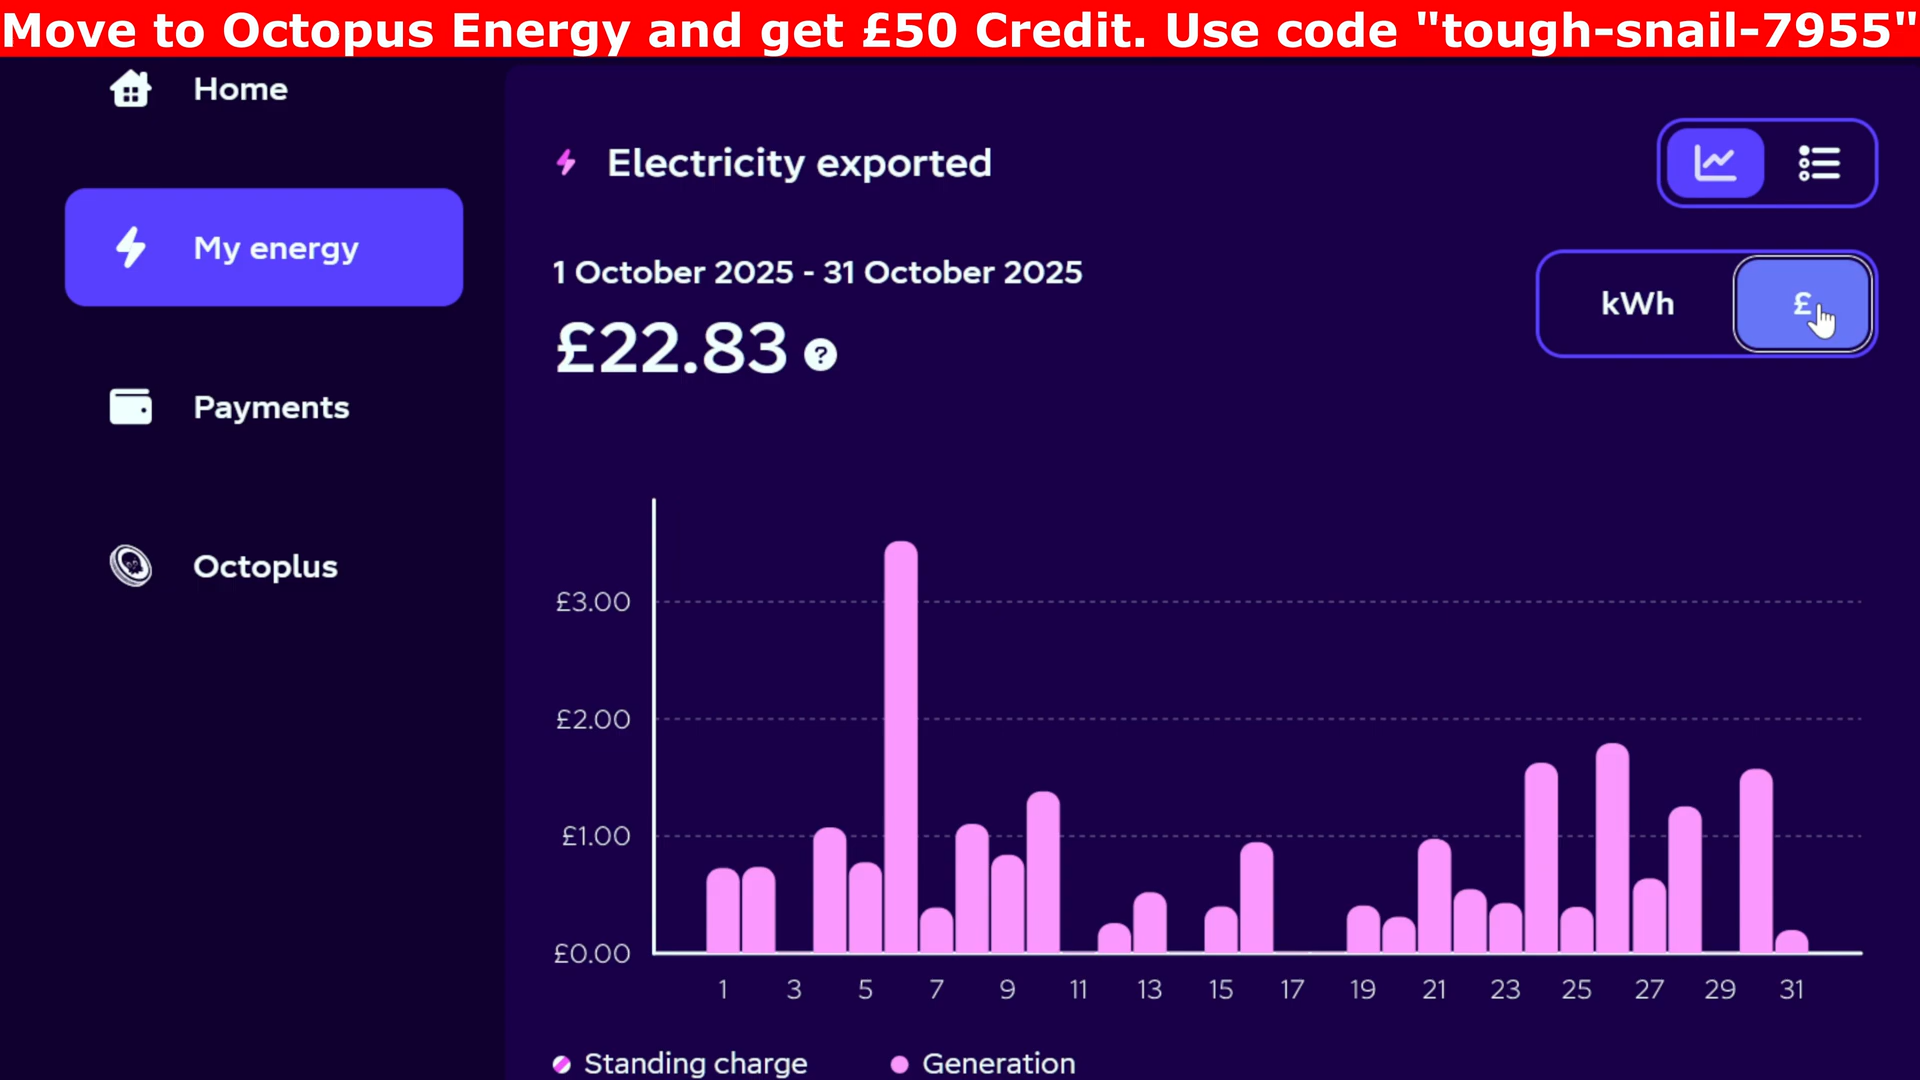 Move to Octopus Energy and get £50 Credit. Use code "tough-snail-7955"
Home
My energy
Payments
Octoplus
Electricity exported
1 October 2025 - 31 October 2025
kWh
£
£22.83
?
£3.00
£2.00
£1.00
£0.00
1 3 5 7 9 11 13 15 17 19 21 23 25 27 29 31
Standing charge
Generation